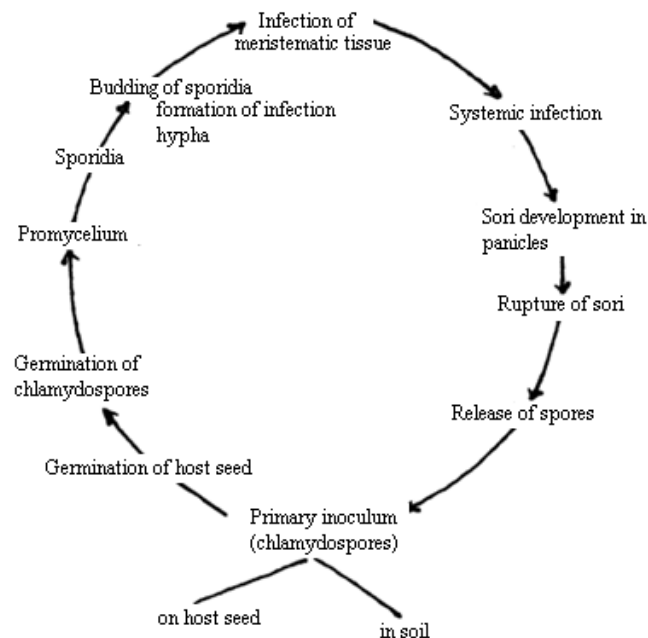 Infection of
meristematic tissue
Systemic infection
Sori development in
panicles
Rupture of sori
Release of spores
Primary inoculum
(chlamydospores)
on host seed
in soil
Germination of host seed
Germination of
chlamydospores
Promycelium
Sporidia
Budding of sporidia
formation of infection
hypha